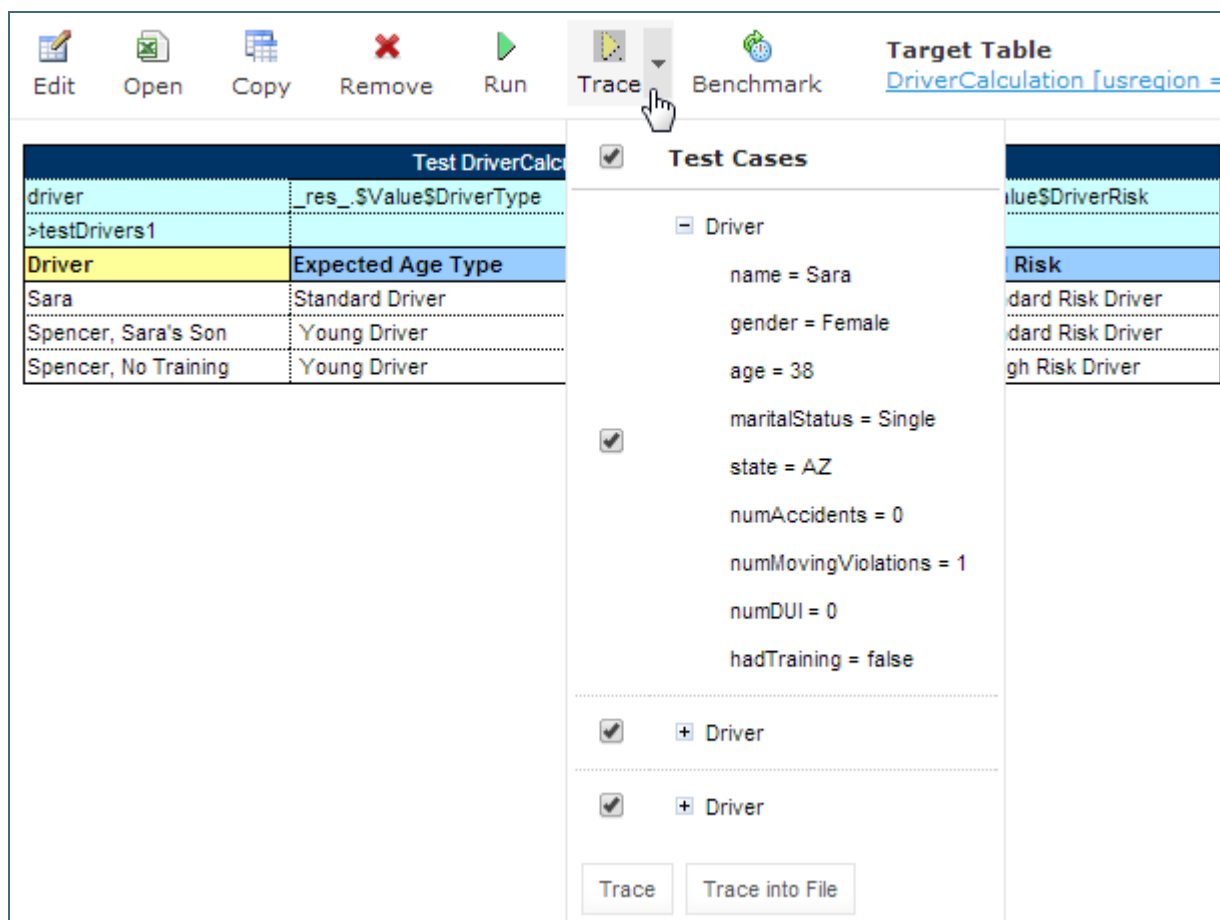 Edit Open Copy Remove Run Trace Benchmark
Target Table
DriverCalculation [usregion =
Test DriverCalc
driver _res_.$Value$DriverType lue$DriverRisk
>testDrivers1
Driver Expected Age Type Risk
Sara Standard Driver dard Risk Driver
Spencer, Sara's Son Young Driver dard Risk Driver
Spencer, No Training Young Driver gh Risk Driver
Test Cases
Driver
name = Sara
gender = Female
age = 38
maritalStatus = Single
state = AZ
numAccidents = 0
numMovingViolations = 1
numDUI = 0
hadTraining = false
Driver
Driver
Trace Trace into File